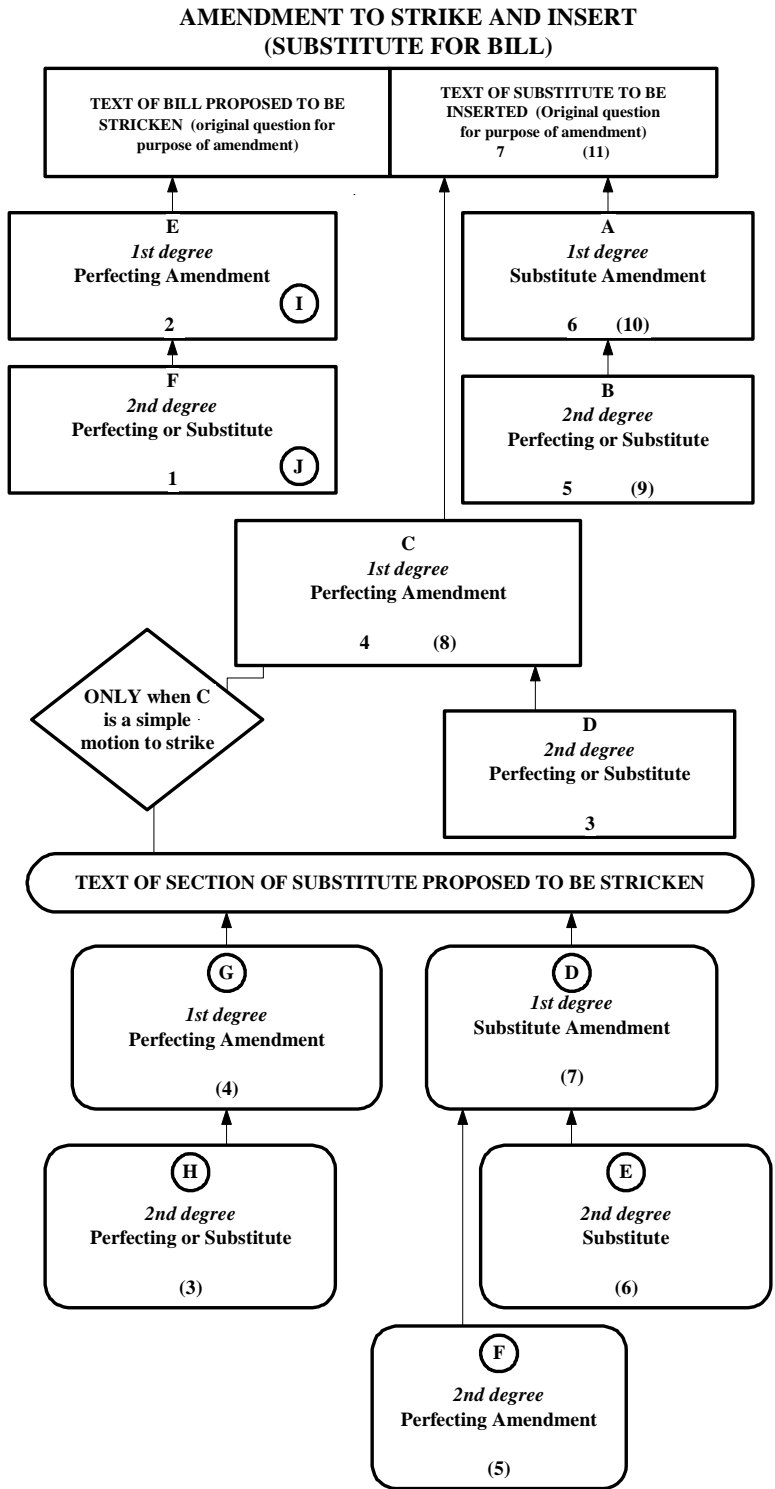 AMENDMENT TO STRIKE AND INSERT
(SUBSTITUTE FOR BILL)
TEXT OF BILL PROPOSED TO BE
STRICKEN (original question for
purpose of amendment)
TEXT OF SUBSTITUTE TO BE
INSERTED (Original question
for purpose of amendment)
7 (11)
E
1st degree
Perfecting Amendment
I
2
A
1st degree
Substitute Amendment
6 (10)
F
2nd degree
Perfecting or Substitute
J
1
B
2nd degree
Perfecting or Substitute
5 (9)
C
1st degree
Perfecting Amendment
4 (8)
ONLY when C
is a simple
motion to strike
D
2nd degree
Perfecting or Substitute
3
TEXT OF SECTION OF SUBSTITUTE PROPOSED TO BE STRICKEN
G
1st degree
Perfecting Amendment
(4)
D
1st degree
Substitute Amendment
(7)
H
2nd degree
Perfecting or Substitute
(3)
E
2nd degree
Substitute
(6)
F
2nd degree
Perfecting Amendment
(5)